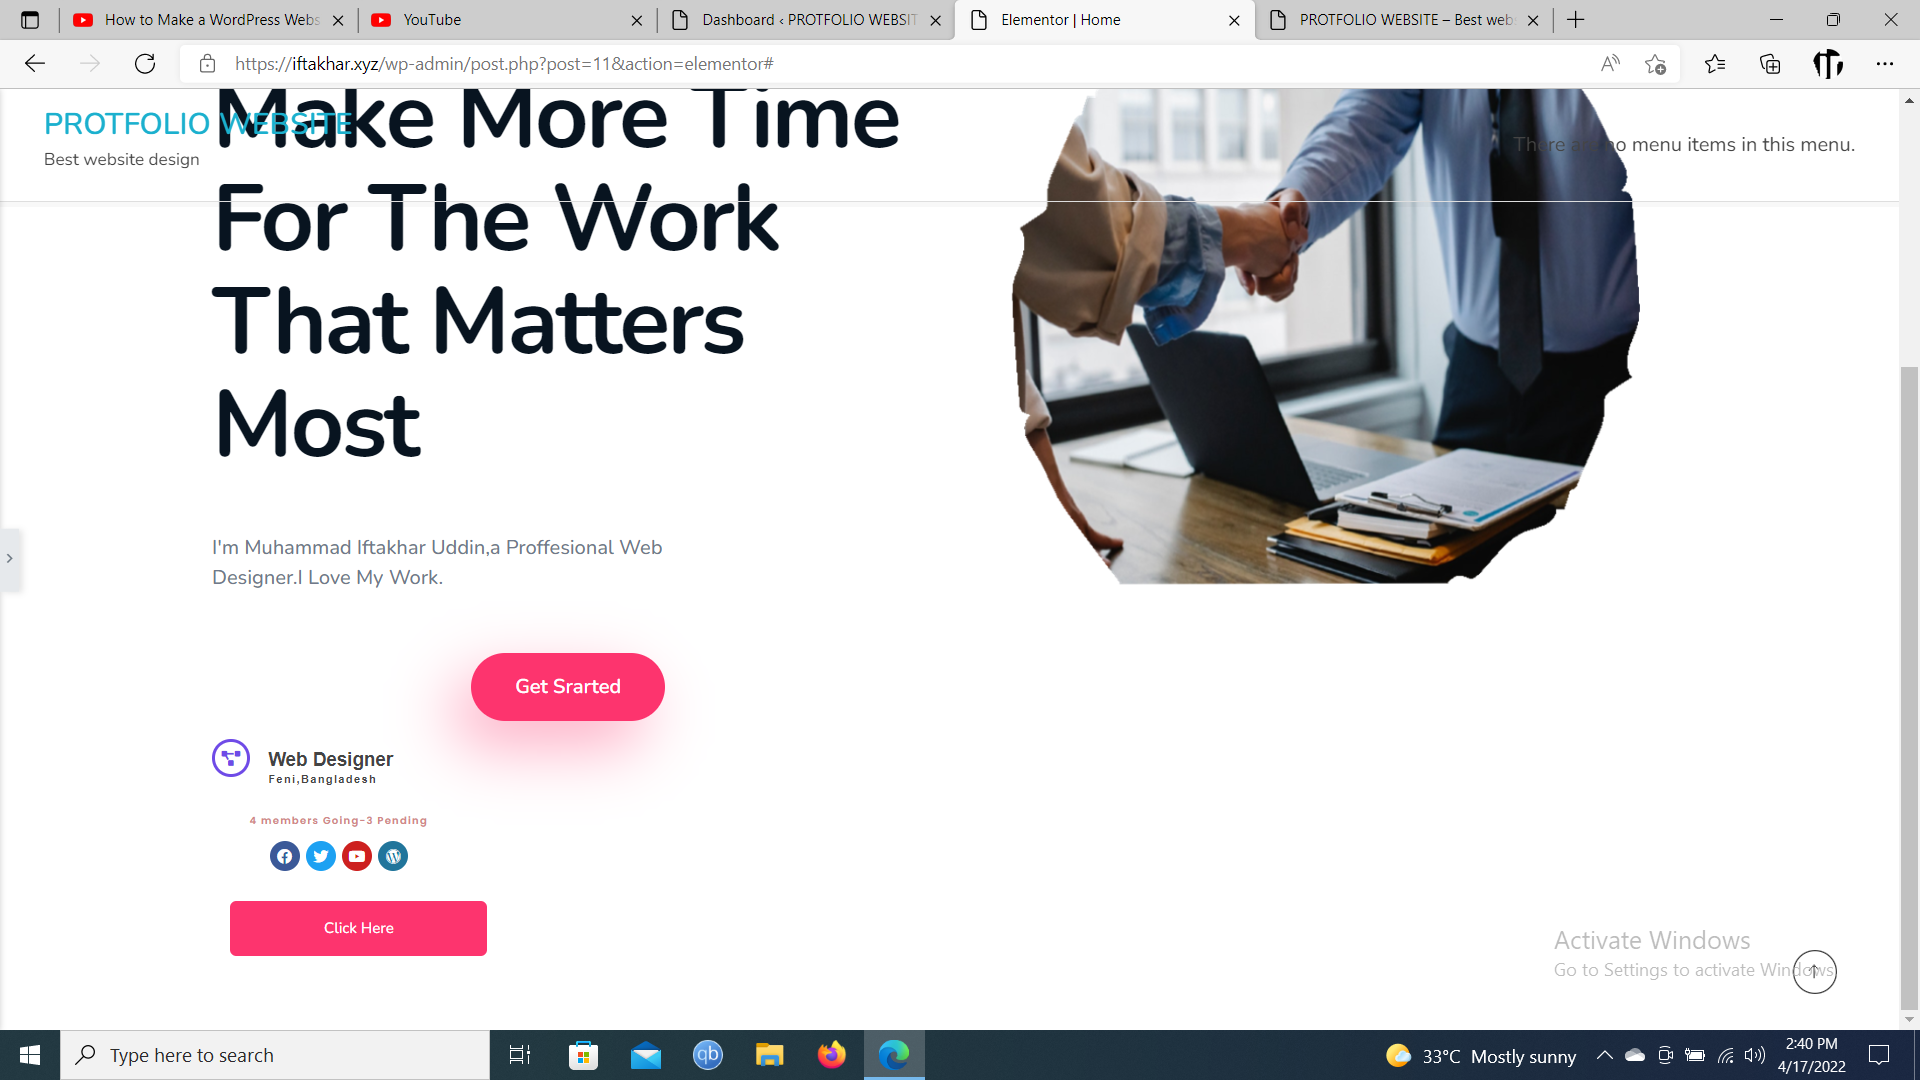 How to Make a WordPress Webs
YouTube
Dashboard ‹ PROTFOLIO WEBSIT
Elementor | Home
PROTFOLIO WEBSITE – Best web
https://iftakhar.xyz/wp-admin/post.php?post=11&action=elementor#
PROTFOLIO WEBSITE
Best website design
There are no menu items in this menu.
Make More Time
For The Work
That Matters
Most
I'm Muhammad Iftakhar Uddin,a Proffesional Web
Designer.I Love My Work.
Get Srarted
Web Designer
Feni,Bangladesh
4 members Going-3 Pending
Click Here
Activate Windows
Go to Settings to activate Windows.
Type here to search
qb
33°C Mostly sunny
2:40 PM
4/17/2022